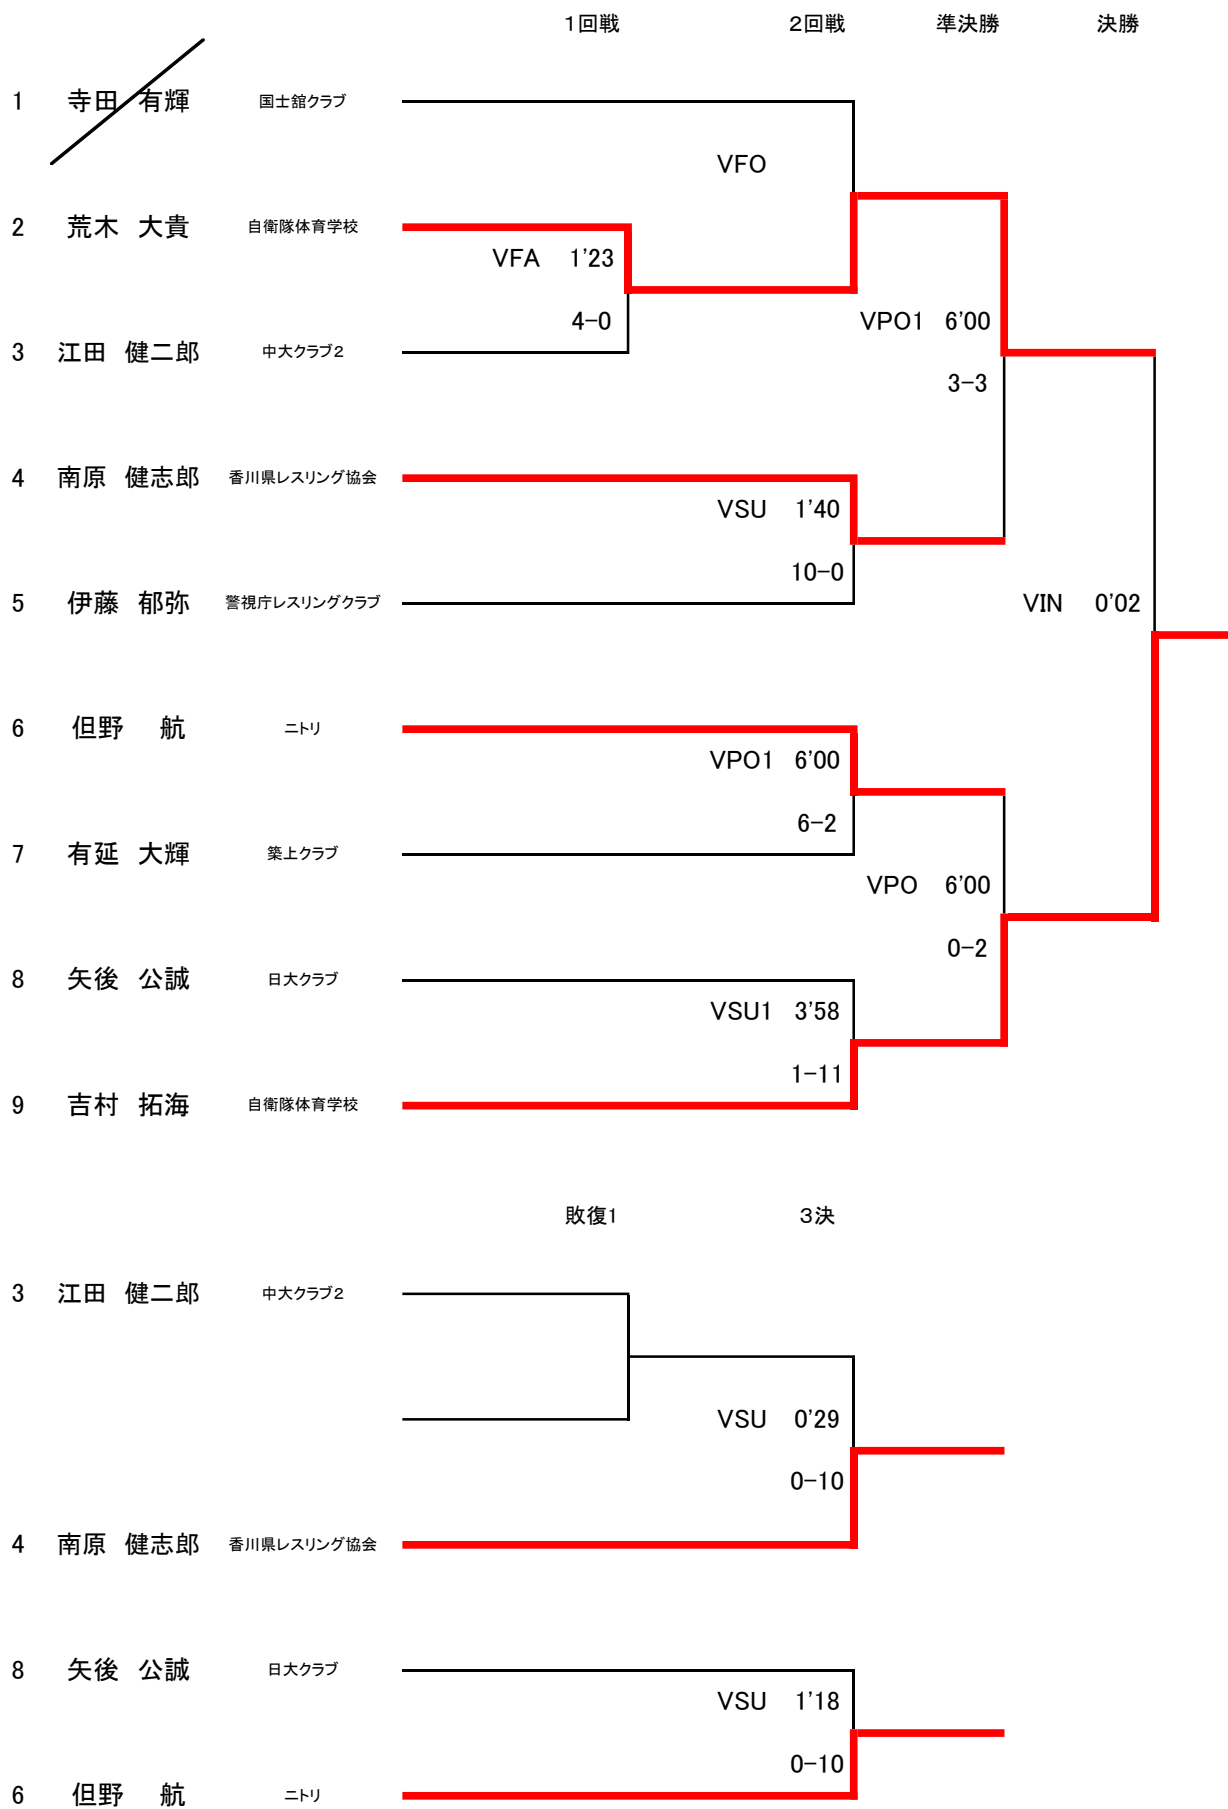 1回戦 2回戦 準決勝 決勝
1 寺田 有輝 国士舘クラブ
VFO
2 荒木 大貴 自衛隊体育学校
VFA 1'23
4-0 VPO1 6'00
3 江田 健二郎 中大クラブ2
3-3
4 南原 健志郎 香川県レスリング協会
VSU 1'40
10-0
5 伊藤 郁弥 警視庁レスリングクラブ VIN 0'02
6 但野 航 ニトリ
VPO1 6'00
6-2
7 有延 大輝 築上クラブ
VPO 6'00
0-2
8 矢後 公誠 日大クラブ
VSU1 3'58
1-11
9 吉村 拓海 自衛隊体育学校
敗復1 3決
3 江田 健二郎 中大クラブ2
VSU 0'29
0-10
4 南原 健志郎 香川県レスリング協会
8 矢後 公誠 日大クラブ
VSU 1'18
0-10
6 但野 航 ニトリ